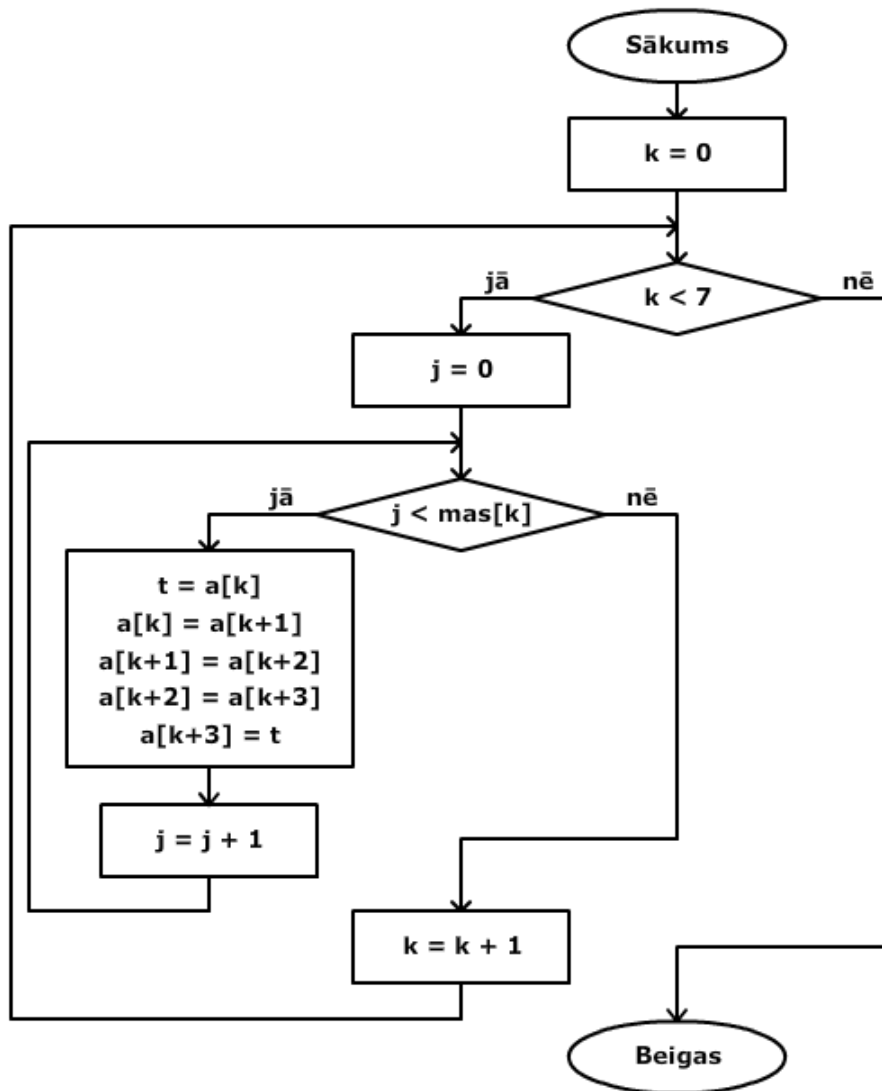 Sākums
k = 0
k < 7
jā
nē
j = 0
j < mas[k]
jā
nē
t = a[k]
a[k] = a[k+1]
a[k+1] = a[k+2]
a[k+2] = a[k+3]
a[k+3] = t
j = j + 1
k = k + 1
Beigas